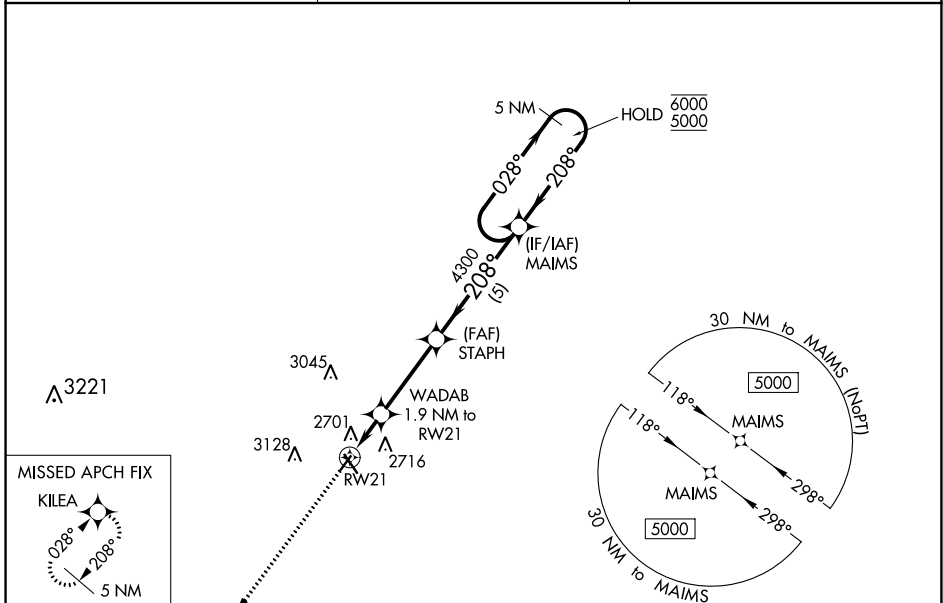 5 NM
HOLD 6000
5000
028°
208°
(IF/IAF)
MAIMS
4300
208°
(5)
(FAF)
STAPH
3045
3221
WADAB
1.9 NM to
RW21
2701
3128
2716
RW21
MISSED APCH FIX
KILEA
028°
208°
5 NM
30 NM to MAIMS (NoPT)
5000
118°
MAIMS
298°
118°
MAIMS
298°
5000
30 NM to MAIMS